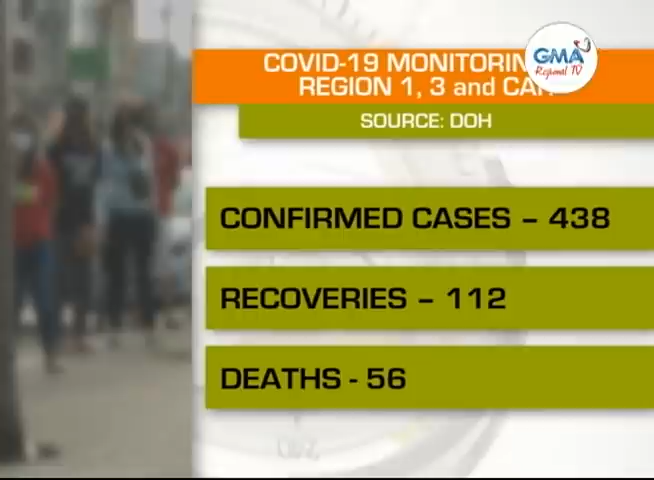 COVID-19 MONITORIN
REGION 1, 3 and CA
GMA
Regional TV
SOURCE: DOH
CONFIRMED CASES – 438
RECOVERIES – 112
DEATHS - 56